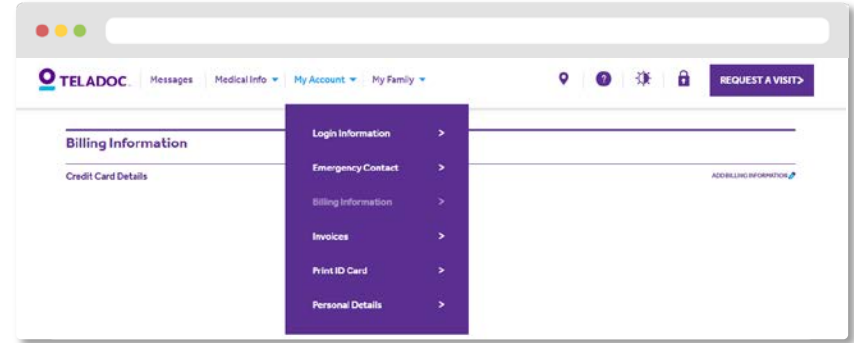 TELADOC. Messages Medical Info My Account My Family ? REQUEST A VISIT>
Billing Information
Credit Card Details
ADD BILLING INFORMATION
Login Information >
Emergency Contact >
Billing Information >
Invoices >
Print ID Card >
Personal Details >